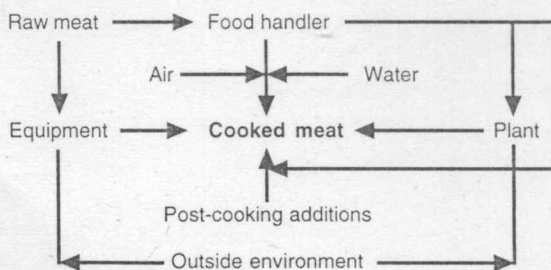 Raw meat Food handler
Air Water
Equipment Cooked meat Plant
Post-cooking additions
Outside environment